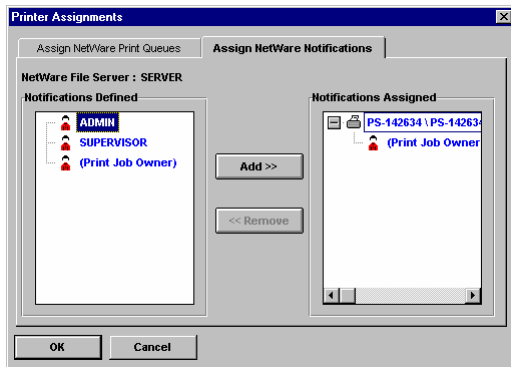 Printer Assignments
Assign NetWare Print Queues
Assign NetWare Notifications
NetWare File Server : SERVER
Notifications Defined
ADMIN
SUPERVISOR
(Print Job Owner)
Add >>
<< Remove
Notifications Assigned
PS-142634 \ PS-142634
(Print Job Owner
OK
Cancel